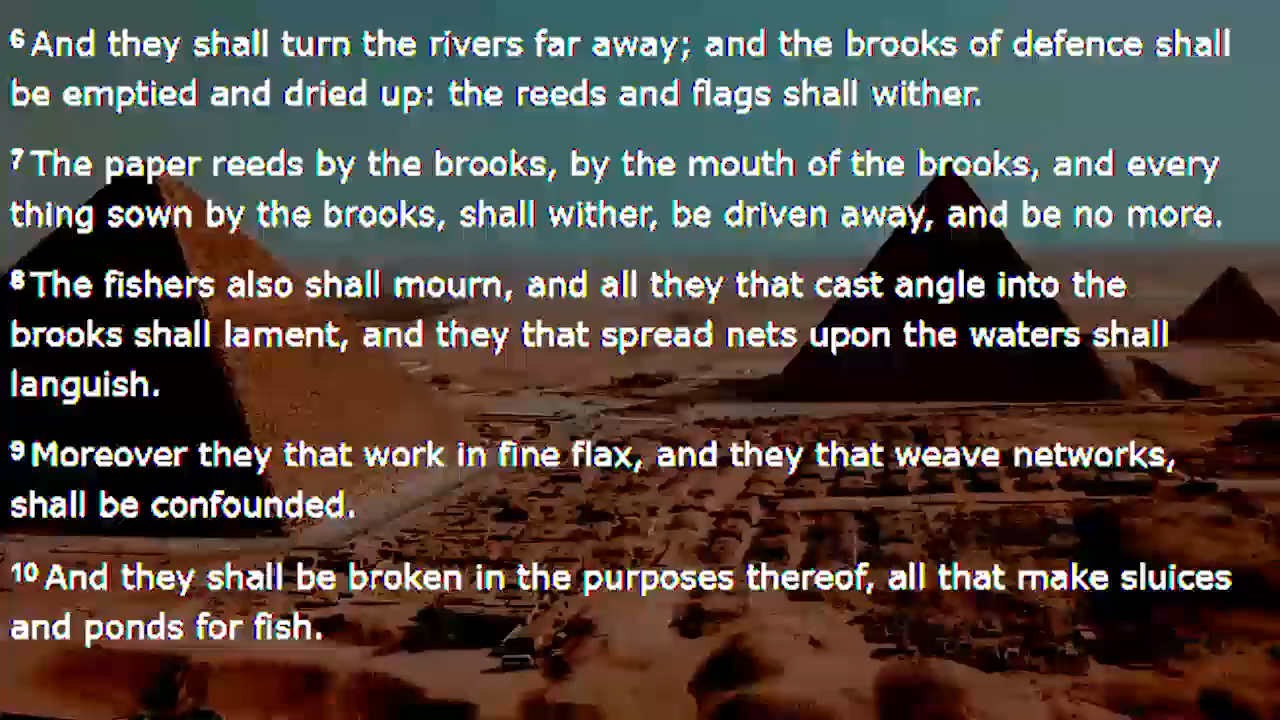 6 And they shall turn the rivers far away; and the brooks of defence shall
be emptied and dried up: the reeds and flags shall wither.
7 The paper reeds by the brooks, by the mouth of the brooks, and every
thing sown by the brooks, shall wither, be driven away, and be no more.
8 The fishers also shall mourn, and all they that cast angle into the
brooks shall lament, and they that spread nets upon the waters shall
languish.
9 Moreover they that work in fine flax, and they that weave networks,
shall be confounded.
10 And they shall be broken in the purposes thereof, all that make sluices
and ponds for fish.